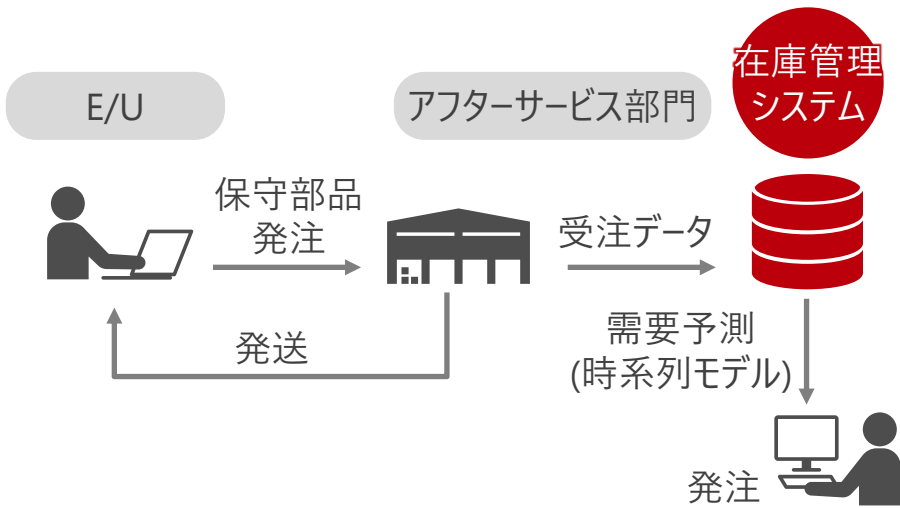 E/U
アフターサービス部門
在庫管理
システム
保守部品
発注
受注データ
発送
需要予測
(時系列モデル)
発注